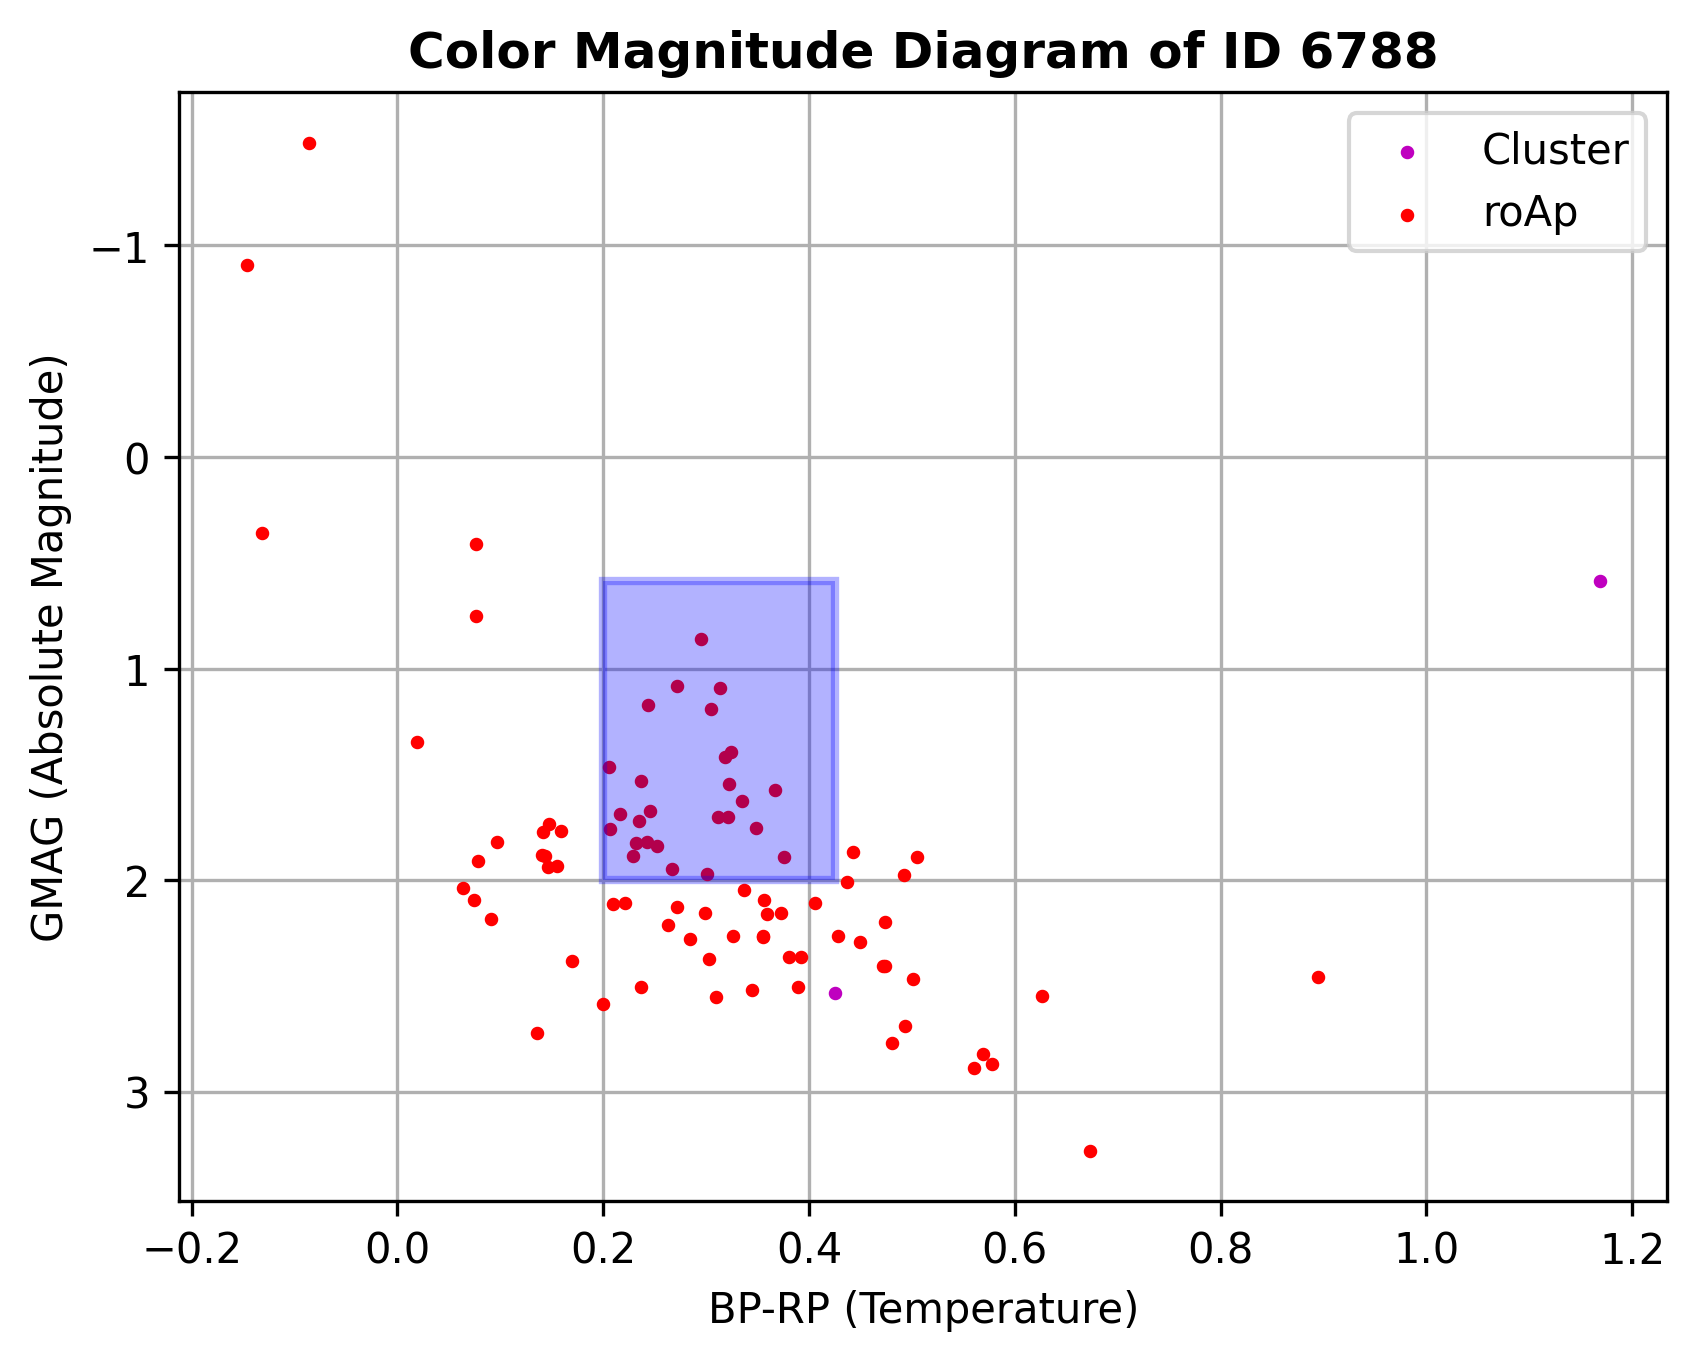 Color Magnitude Diagram of ID 6788
Cluster
roAp
GMAG (Absolute Magnitude)
−1
0
1
2
3
−0.2 0.0 0.2 0.4 0.6 0.8 1.0 1.2
BP-RP (Temperature)